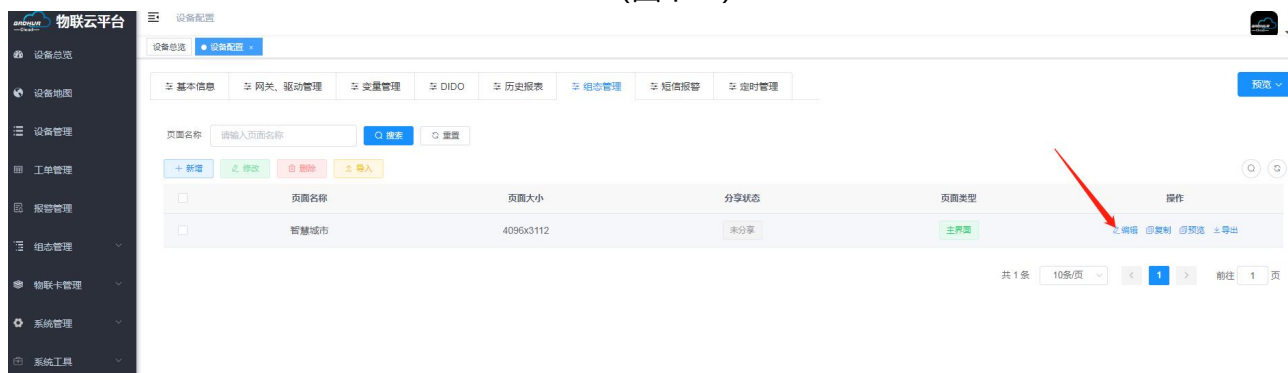 物联云平台
设备配置
设备总览 设备配置 ×
设备总览
设备地图
设备管理
工单管理
报警管理
组态管理
物联卡管理
系统管理
系统工具
基本信息 网关、驱动管理 变量管理 DIDO 历史报表 组态管理 短信报警 定时管理
预览
页面名称 请输入页面名称 搜索 重置
+ 新增 修改 删除 导入
页面名称 页面大小 分享状态 页面类型 操作
智慧城市 4096x3112 未分享 主界面 编辑 复制 预览 导出
共 1 条 10条/页 < 1 > 前往 1 页